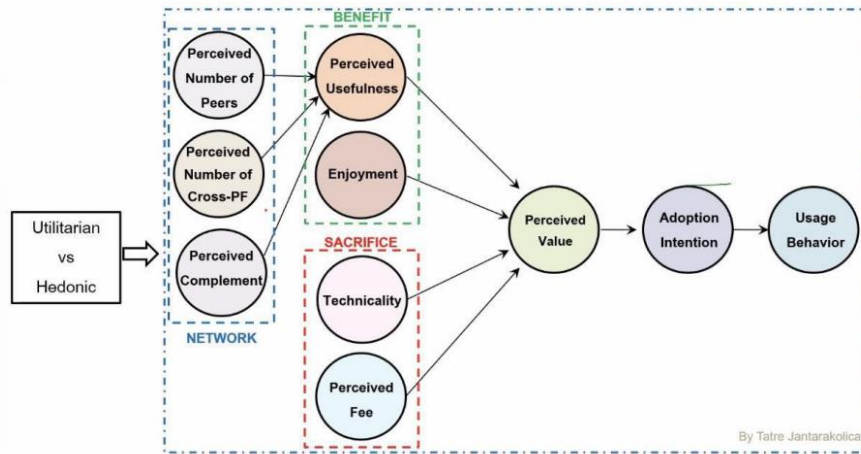 BENEFIT
Perceived
Number of
Peers
Perceived
Usefulness
Perceived
Number of
Cross-PF
Enjoyment
Utilitarian
vs
Hedonic
Perceived
Complement
NETWORK
SACRIFICE
Technicality
Perceived
Fee
Perceived
Value
Adoption
Intention
Usage
Behavior
By Tatre Jantarakolica